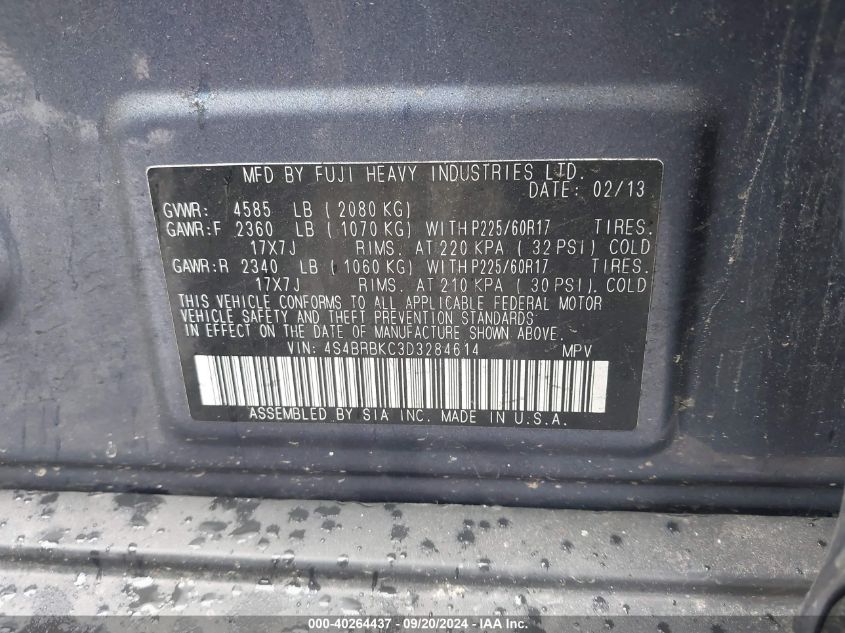 MFD BY FUJI HEAVY INDUSTRIES LTD.
DATE: 02/13
GVWR: 4585 LB ( 2080 KG)
GAWR:F 2360 LB ( 1070 KG) WITH P225/60R17 TIRES.
17X7J RIMS. AT 220 KPA ( 32 PSI) COLD
GAWR:R 2340 LB ( 1060 KG) WITH P225/60R17 TIRES.
17X7J RIMS. AT 210 KPA ( 30 PSI). COLD
THIS VEHICLE CONFORMS TO ALL APPLICABLE FEDERAL MOTOR
VEHICLE SAFETY AND THEFT PREVENTION STANDARDS
IN EFFECT ON THE DATE OF MANUFACTURE SHOWN ABOVE.
VIN: 4S4BRBKC3D3284614 MPV
ASSEMBLED BY SIA INC. MADE IN U.S.A.
000-40264437 - 09/20/2024 - IAAI.com